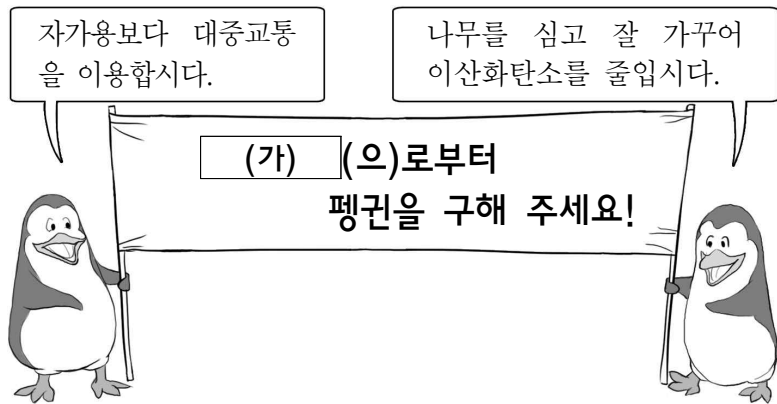 자가용보다 대중교통
을 이용합시다.
나무를 심고 잘 가꾸어
이산화탄소를 줄입시다.
(가) (으)로부터
펭귄을 구해 주세요!